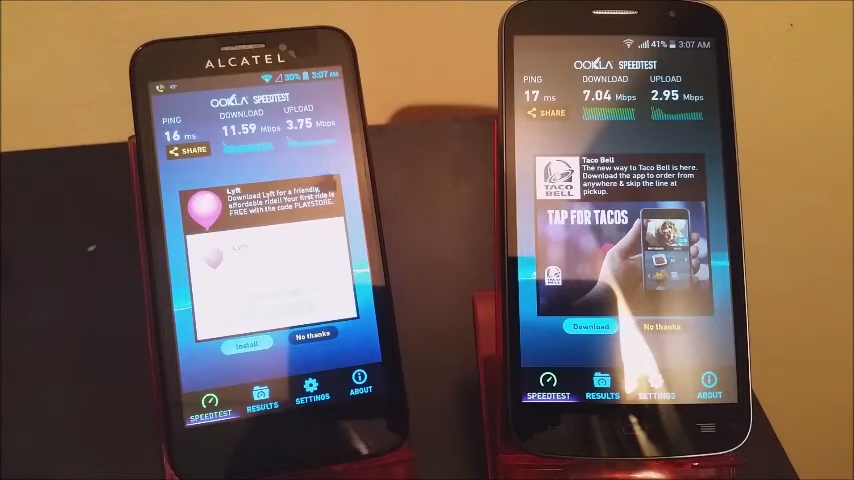 ALCATEL
30% 3:07 AM
OOKLA SPEEDTEST
PING
DOWNLOAD
UPLOAD
16 ms
11.59 Mbps
3.75 Mbps
SHARE
Lyft
Download Lyft for a friendly,
affordable ride!! Your first ride is
FREE with the code PLAYSTORE.
Lyft
Install
No thanks
SPEEDTEST
RESULTS
SETTINGS
ABOUT
41% 3:07 AM
OOKLA SPEEDTEST
PING
DOWNLOAD
UPLOAD
17 ms
7.04 Mbps
2.95 Mbps
SHARE
TACO
BELL
Taco Bell
The new way to Taco Bell is here.
Download the app to order from
anywhere & skip the line at
pickup.
TAP FOR TACOS
Download
No thanks
SPEEDTEST
RESULTS
SETTINGS
ABOUT